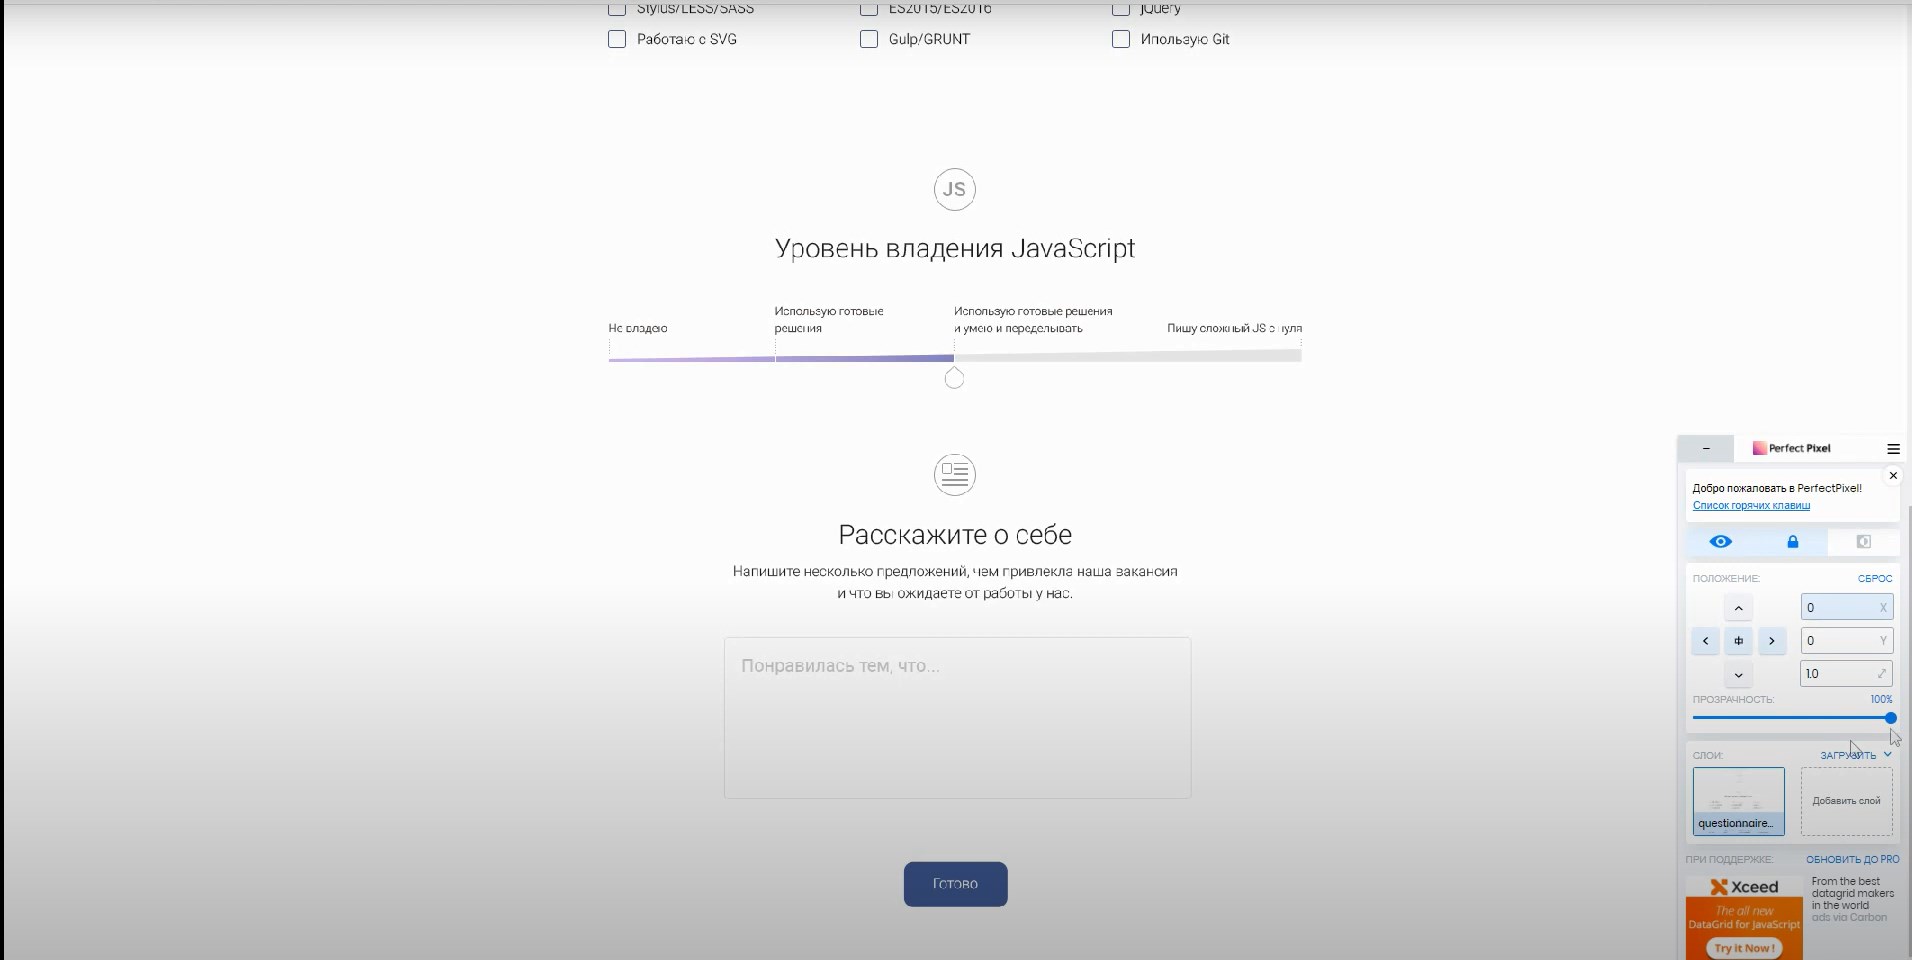 Stylus/LESS/SASS
ES2015/ES2016
jQuery
Работаю с SVG
Gulp/GRUNT
Ипользую Git
JS
Уровень владения JavaScript
Не владею
Использую готовые
решения
Использую готовые решения
и умею и переделывать
Пишу сложный JS с нуля
Расскажите о себе
Напишите несколько предложений, чем привлекла наша вакансия
и что вы ожидаете от работы у нас.
Понравилась тем, что...
Готово
Perfect Pixel
Добро пожаловать в PerfectPixel!
Список горячих клавиш
ПОЛОЖЕНИЕ:
СБРОС
0 X
0 Y
1.0
ПРОЗРАЧНОСТЬ:
100%
СЛОИ:
ЗАГРУЗИТЬ
questionnaire...
Добавить слой
ПРИ ПОДДЕРЖКЕ:
ОБНОВИТЬ ДО PRO
Xceed
The all new
DataGrid for JavaScript
Try it Now !
From the best
datagrid makers
in the world
ads via Carbon